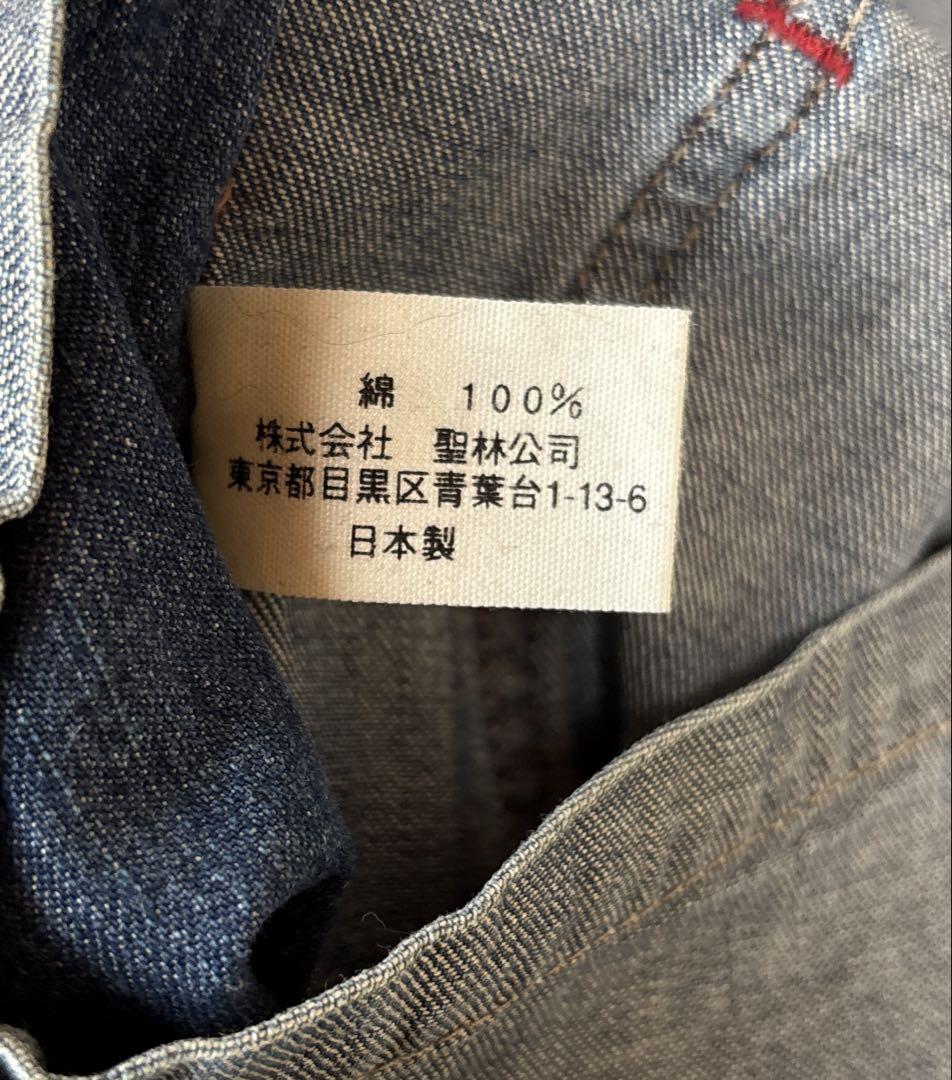 綿　100%
株式会社　聖林公司
東京都目黒区青葉台1-13-6
日本製